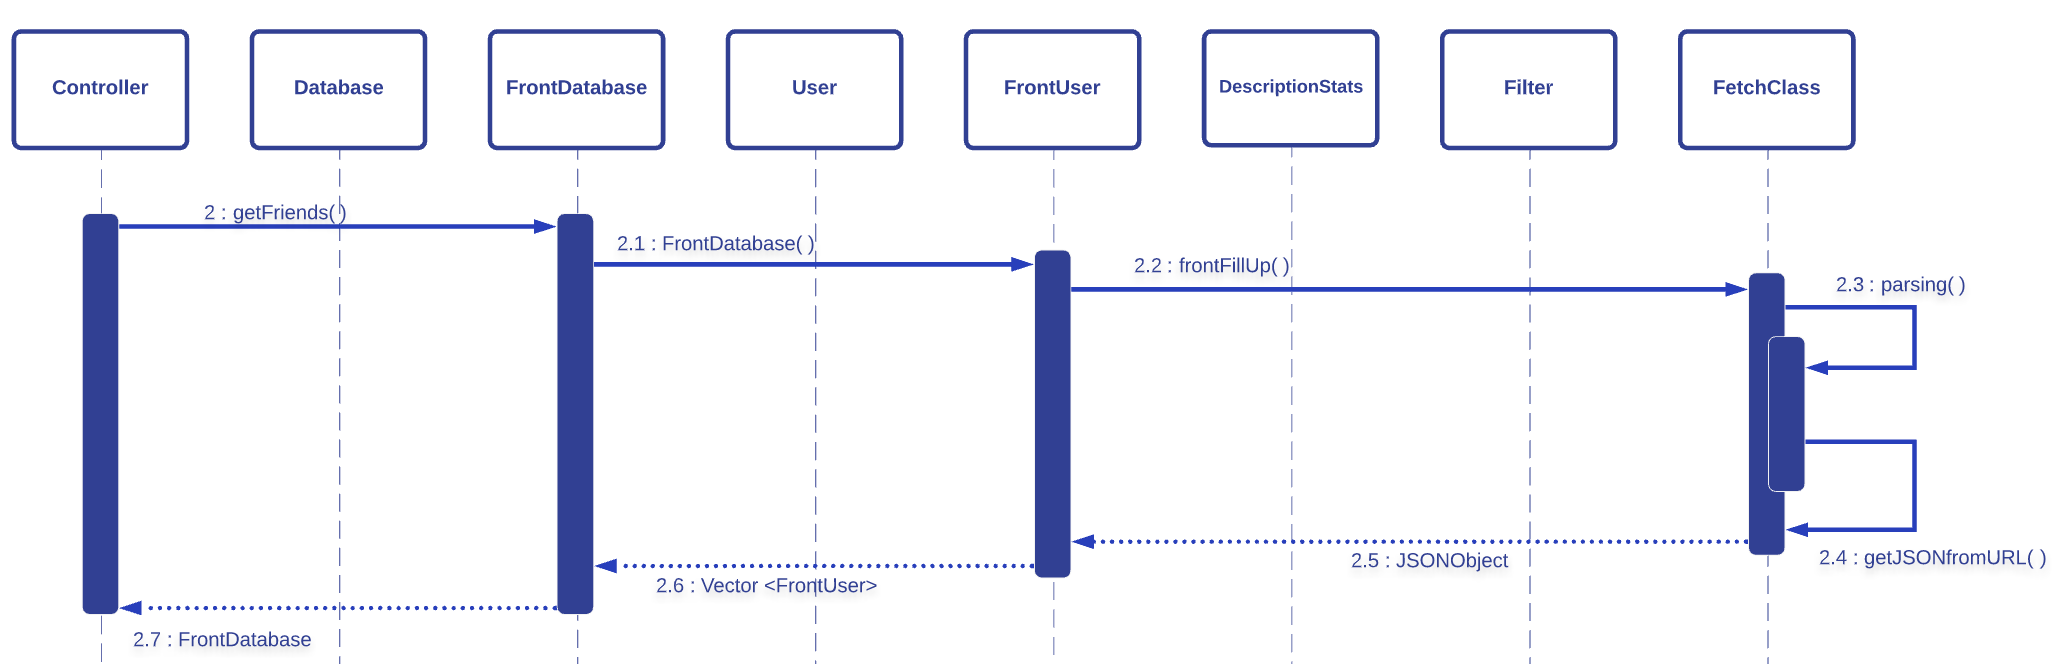 Controller
Database
FrontDatabase
User
FrontUser
DescriptionStats
Filter
FetchClass
2 : getFriends( )
2.1 : FrontDatabase( )
2.2 : frontFillUp( )
2.3 : parsing( )
2.4 : getJSONfromURL( )
2.5 : JSONObject
2.6 : Vector <FrontUser>
2.7 : FrontDatabase